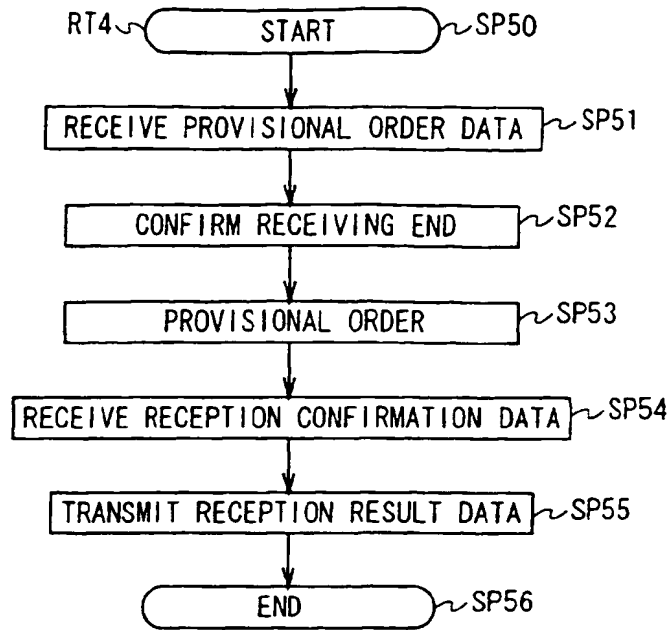 RT4 START SP50
RECEIVE PROVISIONAL ORDER DATA SP51
CONFIRM RECEIVING END SP52
PROVISIONAL ORDER SP53
RECEIVE RECEPTION CONFIRMATION DATA SP54
TRANSMIT RECEPTION RESULT DATA SP55
END SP56